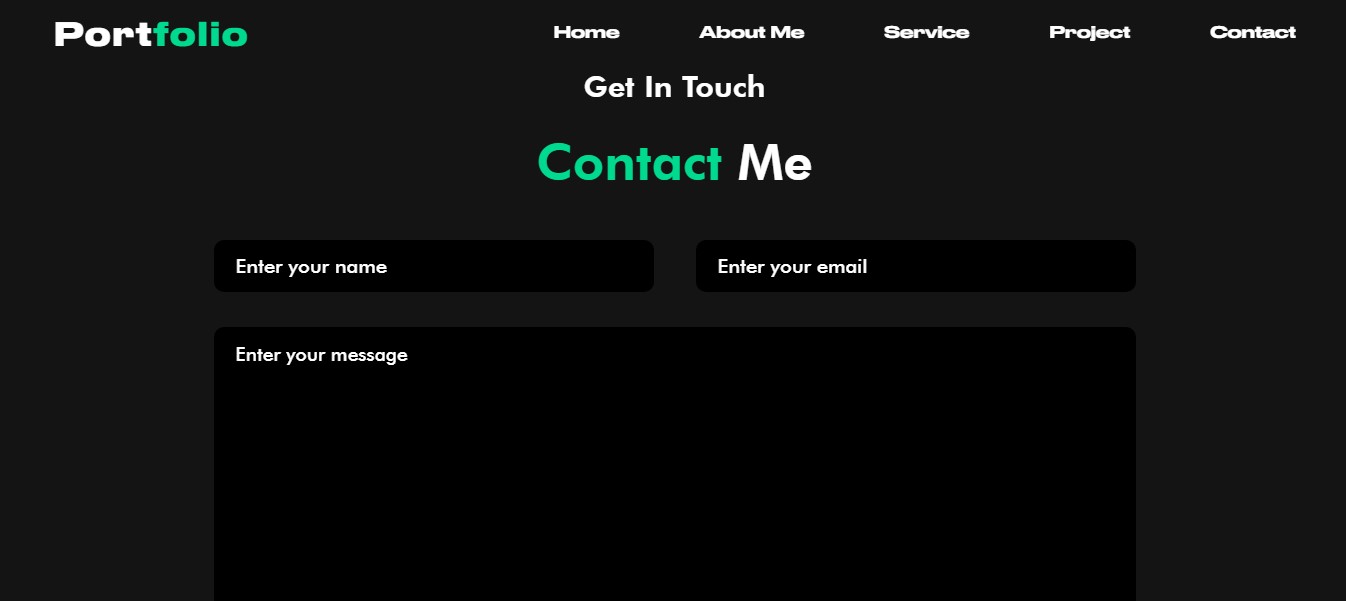 Portfolio Home About Me Service Project Contact
Get In Touch
Contact Me
Enter your name Enter your email
Enter your message